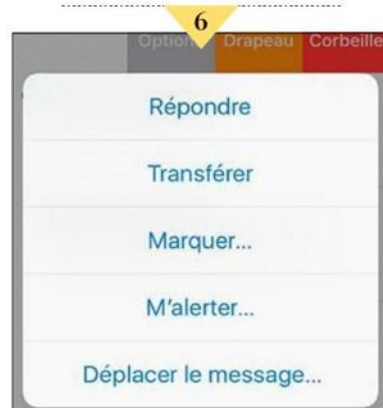 6
Option Drapeau Corbeille
Répondre
Transférer
Marquer...
M'alerter...
Déplacer le message...